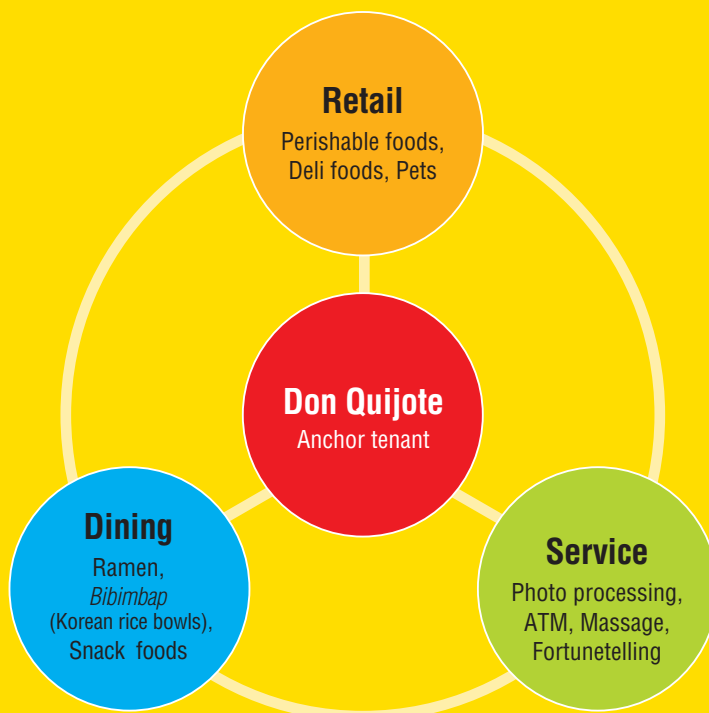 Retail
Perishable foods,
Deli foods, Pets
Don Quijote
Anchor tenant
Dining
Ramen,
Bibimbap
(Korean rice bowls),
Snack foods
Service
Photo processing,
ATM, Massage,
Fortunetelling